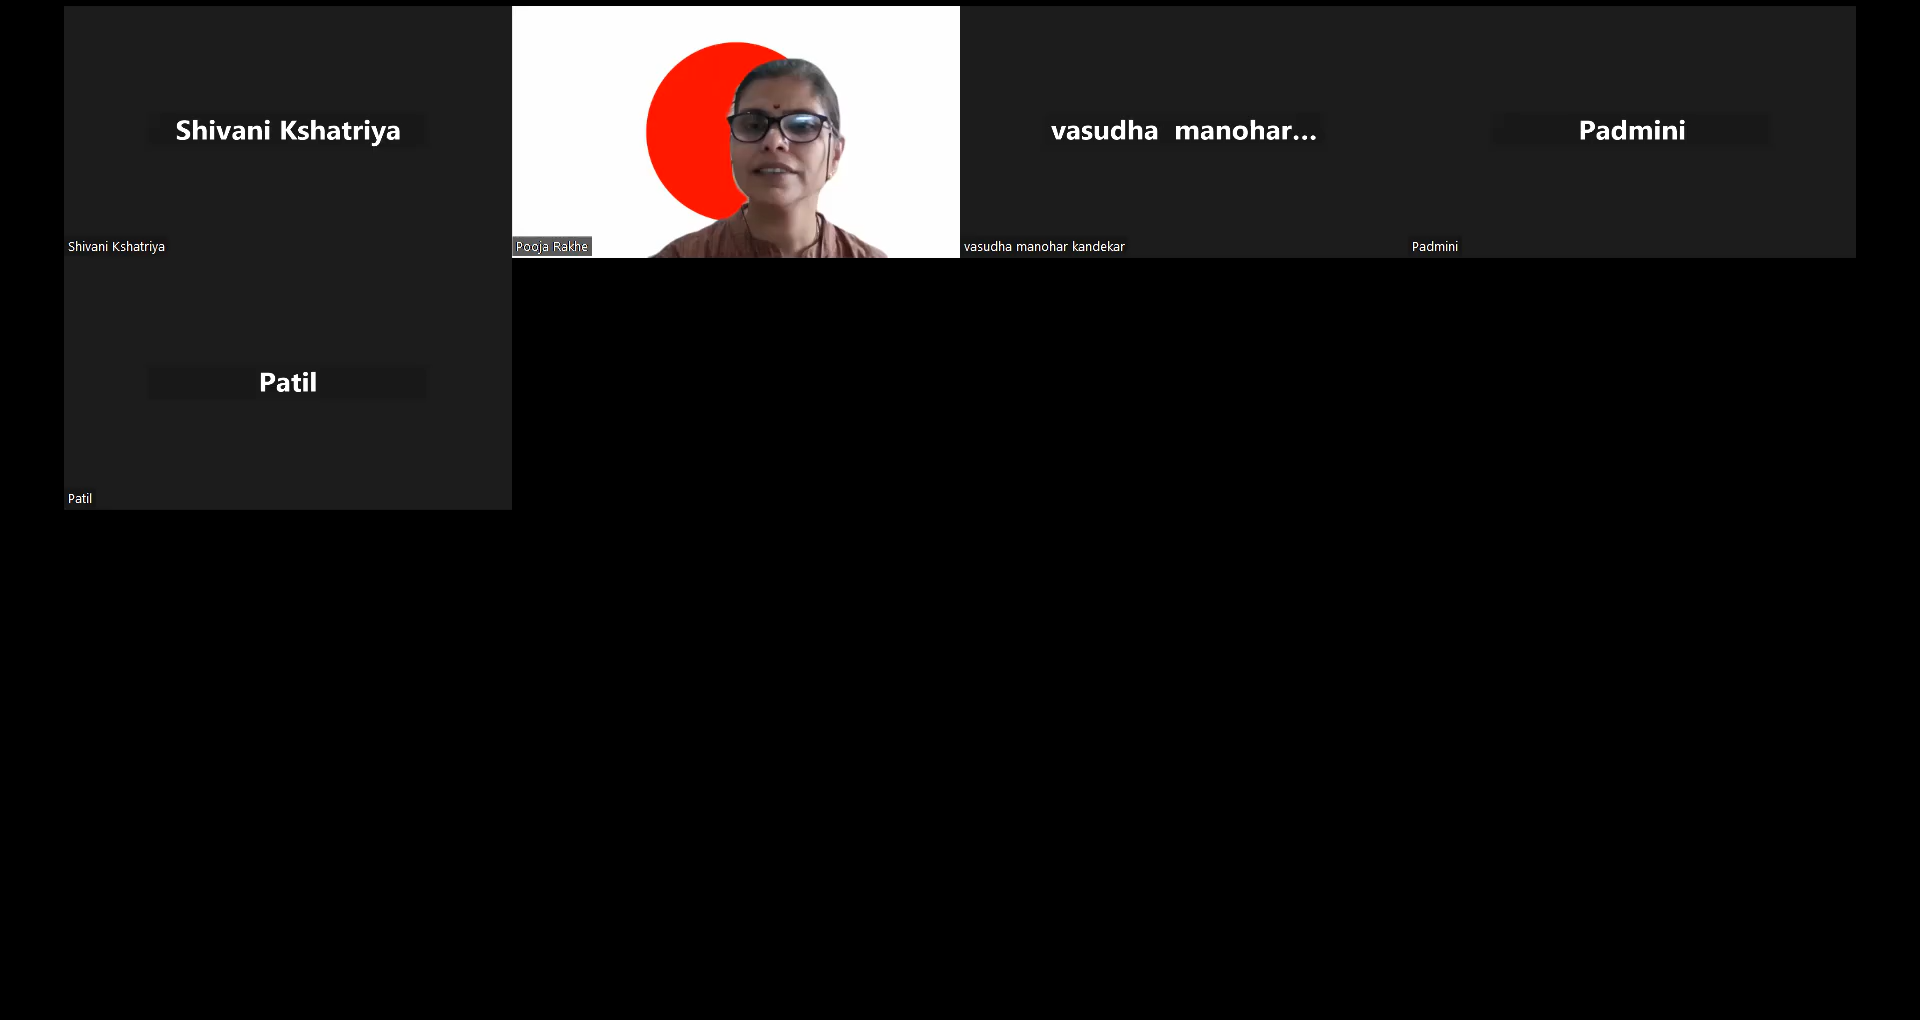 Shivani Kshatriya
Shivani Kshatriya
Pooja Rakhe
vasudha manohar...
vasudha manohar kandekar
Padmini
Padmini
Patil
Patil